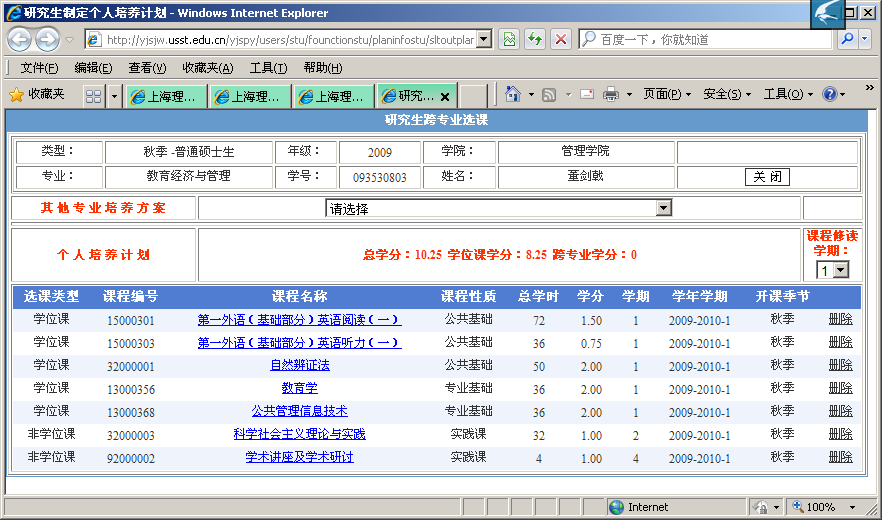 研究生制定个人培养计划 - Windows Internet Explorer
http://yjsjw.usst.edu.cn/yjspy/users/stu/founctionstu/planinfostu/sltoutplar
百度一下，你就知道
文件(F) 编辑(E) 查看(V) 收藏夹(A) 工具(T) 帮助(H)
收藏夹 上海理... 上海理... 上海理... 研究... 页面(P) 安全(S) 工具(O) »
研究生跨专业选课
类型： 秋季 -普通硕士生 年级： 2009 学院： 管理学院
专业： 教育经济与管理 学号： 093530803 姓名： 董剑戟 关 闭
其 他 专 业 培 养 方 案 请选择
个 人 培 养 计 划 总学分：10.25 学位课学分：8.25 跨专业学分：0 课程修读学期： 1
选课类型 课程编号 课程名称 课程性质 总学时 学分 学期 学年学期 开课季节
学位课 15000301 第一外语（基础部分）英语阅读（一） 公共基础 72 1.50 1 2009-2010-1 秋季 删除
学位课 15000303 第一外语（基础部分）英语听力（一） 公共基础 36 0.75 1 2009-2010-1 秋季 删除
学位课 32000001 自然辨证法 公共基础 50 2.00 1 2009-2010-1 秋季 删除
学位课 13000356 教育学 专业基础 36 2.00 1 2009-2010-1 秋季 删除
学位课 13000368 公共管理信息技术 专业基础 36 2.00 1 2009-2010-1 秋季 删除
非学位课 32000003 科学社会主义理论与实践 实践课 32 1.00 2 2009-2010-1 秋季 删除
非学位课 92000002 学术讲座及学术研讨 实践课 4 1.00 4 2009-2010-1 秋季 删除
Internet 100%